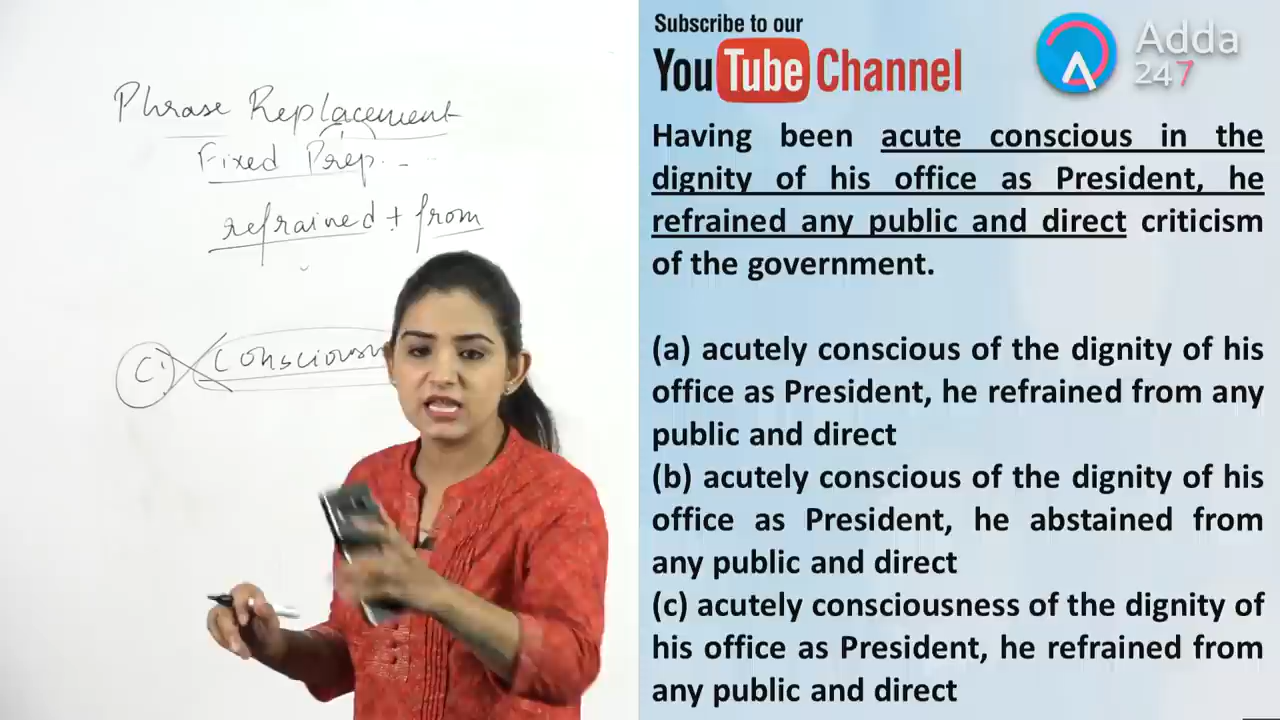 Phrase Replacement
Fixed Prep. - ..
refrained + from
C.
Subscribe to our
YouTube Channel
Adda
247
Having been acute conscious in the
dignity of his office as President, he
refrained any public and direct criticism
of the government.
(a) acutely conscious of the dignity of his
office as President, he refrained from any
public and direct
(b) acutely conscious of the dignity of his
office as President, he abstained from
any public and direct
(c) acutely consciousness of the dignity of
his office as President, he refrained from
any public and direct